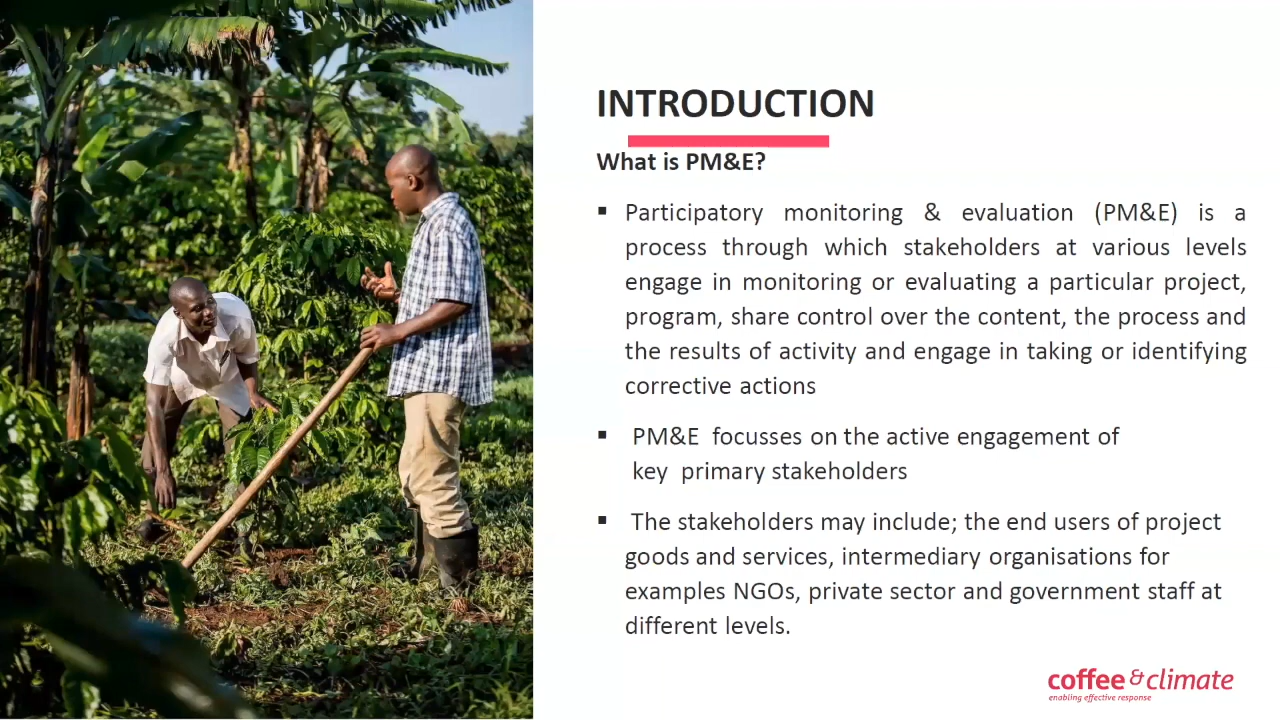 INTRODUCTION
What is PM&E?
▪ Participatory monitoring & evaluation (PM&E) is a
process through which stakeholders at various levels
engage in monitoring or evaluating a particular project,
program, share control over the content, the process and
the results of activity and engage in taking or identifying
corrective actions
▪ PM&E focusses on the active engagement of
key primary stakeholders
▪ The stakeholders may include; the end users of project
goods and services, intermediary organisations for
examples NGOs, private sector and government staff at
different levels.
coffee&climate
enabling effective response